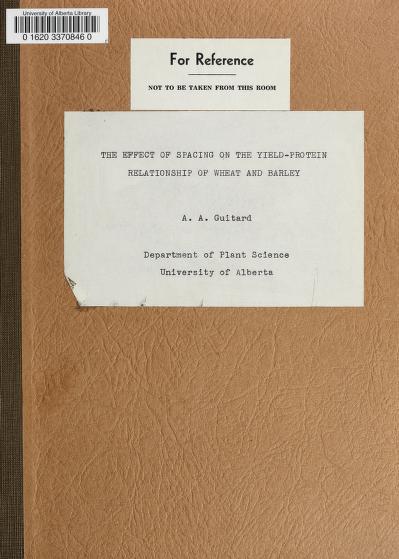 University of Alberta Library
0 1620 3370846 0
For Reference
NOT TO BE TAKEN FROM THIS ROOM
THE EFFECT OF SPACING ON THE YIELD-PROTEIN
RELATIONSHIP OF WHEAT AND BARLEY
A. A. Guitard
Department of Plant Science
University of Alberta